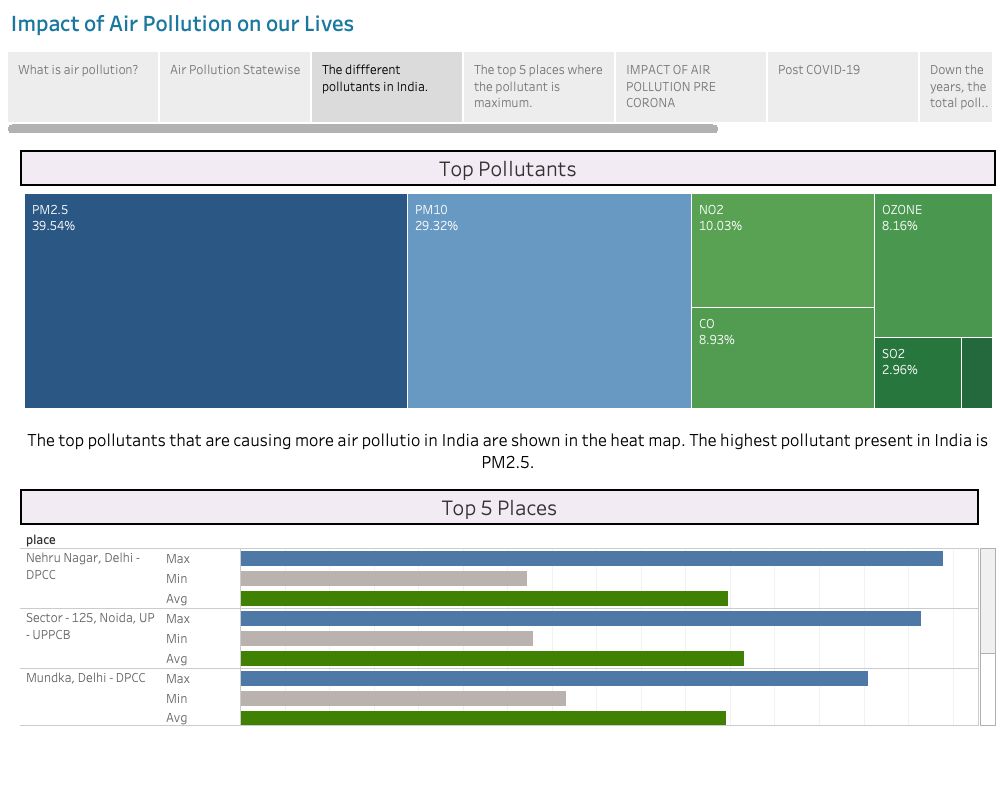 Impact of Air Pollution on our Lives
What is air pollution?
Air Pollution Statewise
The diffferent
pollutants in India.
The top 5 places where
the pollutant is
maximum.
IMPACT OF AIR
POLLUTION PRE
CORONA
Post COVID-19
Down the
years, the
total poll..
Top Pollutants
PM2.5
39.54%
PM10
29.32%
NO2
10.03%
OZONE
8.16%
CO
8.93%
SO2
2.96%
The top pollutants that are causing more air pollutio in India are shown in the heat map. The highest pollutant present in India is
PM2.5.
Top 5 Places
place
Nehru Nagar, Delhi -
DPCC
Max
Min
Avg
Sector - 125, Noida, UP
- UPPCB
Max
Min
Avg
Mundka, Delhi - DPCC
Max
Min
Avg